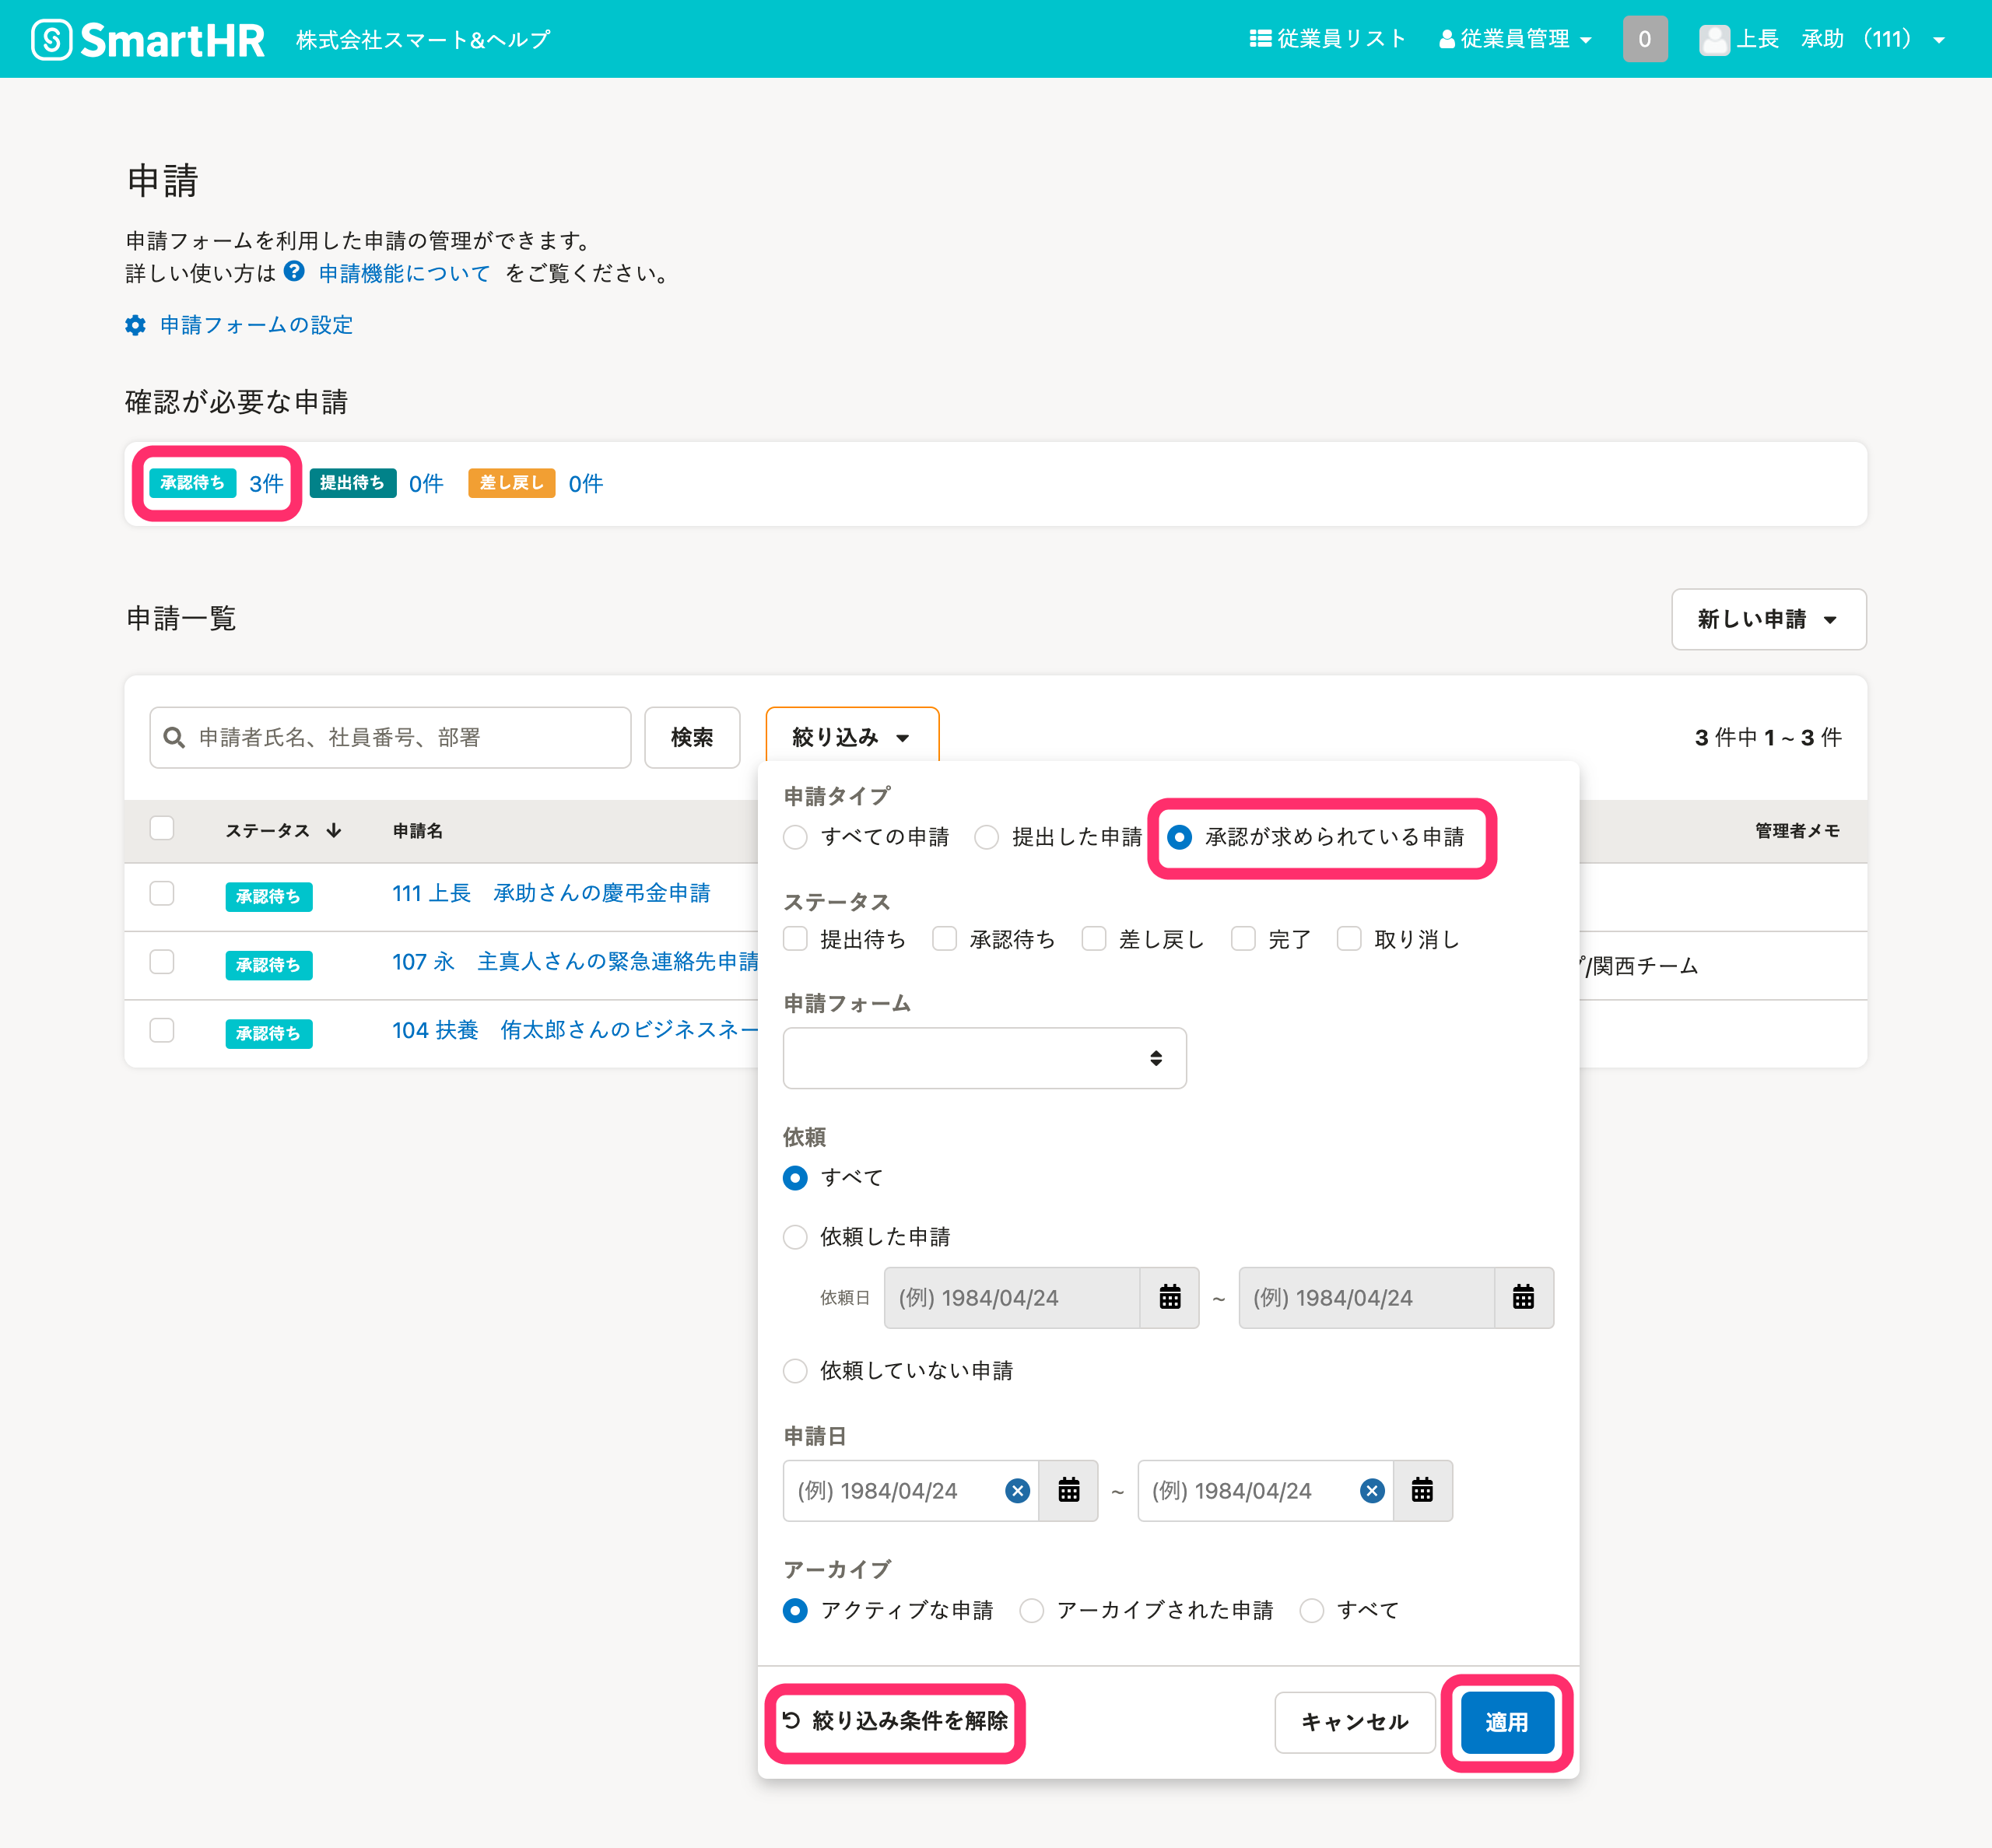 SmartHR 株式会社スマート&ヘルプ 従業員リスト 従業員管理 0 上長 承助 (111)
申請
申請フォームを利用した申請の管理ができます。
詳しい使い方は 申請機能について をご覧ください。
申請フォームの設定
確認が必要な申請
承認待ち 3件 提出待ち 0件 差し戻し 0件
申請一覧 新しい申請
申請者氏名、社員番号、部署 検索 絞り込み 3 件中 1 ~ 3 件
ステータス 申請名 管理者メモ
承認待ち 111 上長 承助さんの慶弔金申請
承認待ち 107 永 主真人さんの緊急連絡先申請 プ/関西チーム
承認待ち 104 扶養 侑太郎さんのビジネスネー
申請タイプ
すべての申請 提出した申請 承認が求められている申請
ステータス
提出待ち 承認待ち 差し戻し 完了 取り消し
申請フォーム
依頼
すべて
依頼した申請
依頼日 (例) 1984/04/24 ~ (例) 1984/04/24
依頼していない申請
申請日
(例) 1984/04/24 ~ (例) 1984/04/24
アーカイブ
アクティブな申請 アーカイブされた申請 すべて
絞り込み条件を解除 キャンセル 適用